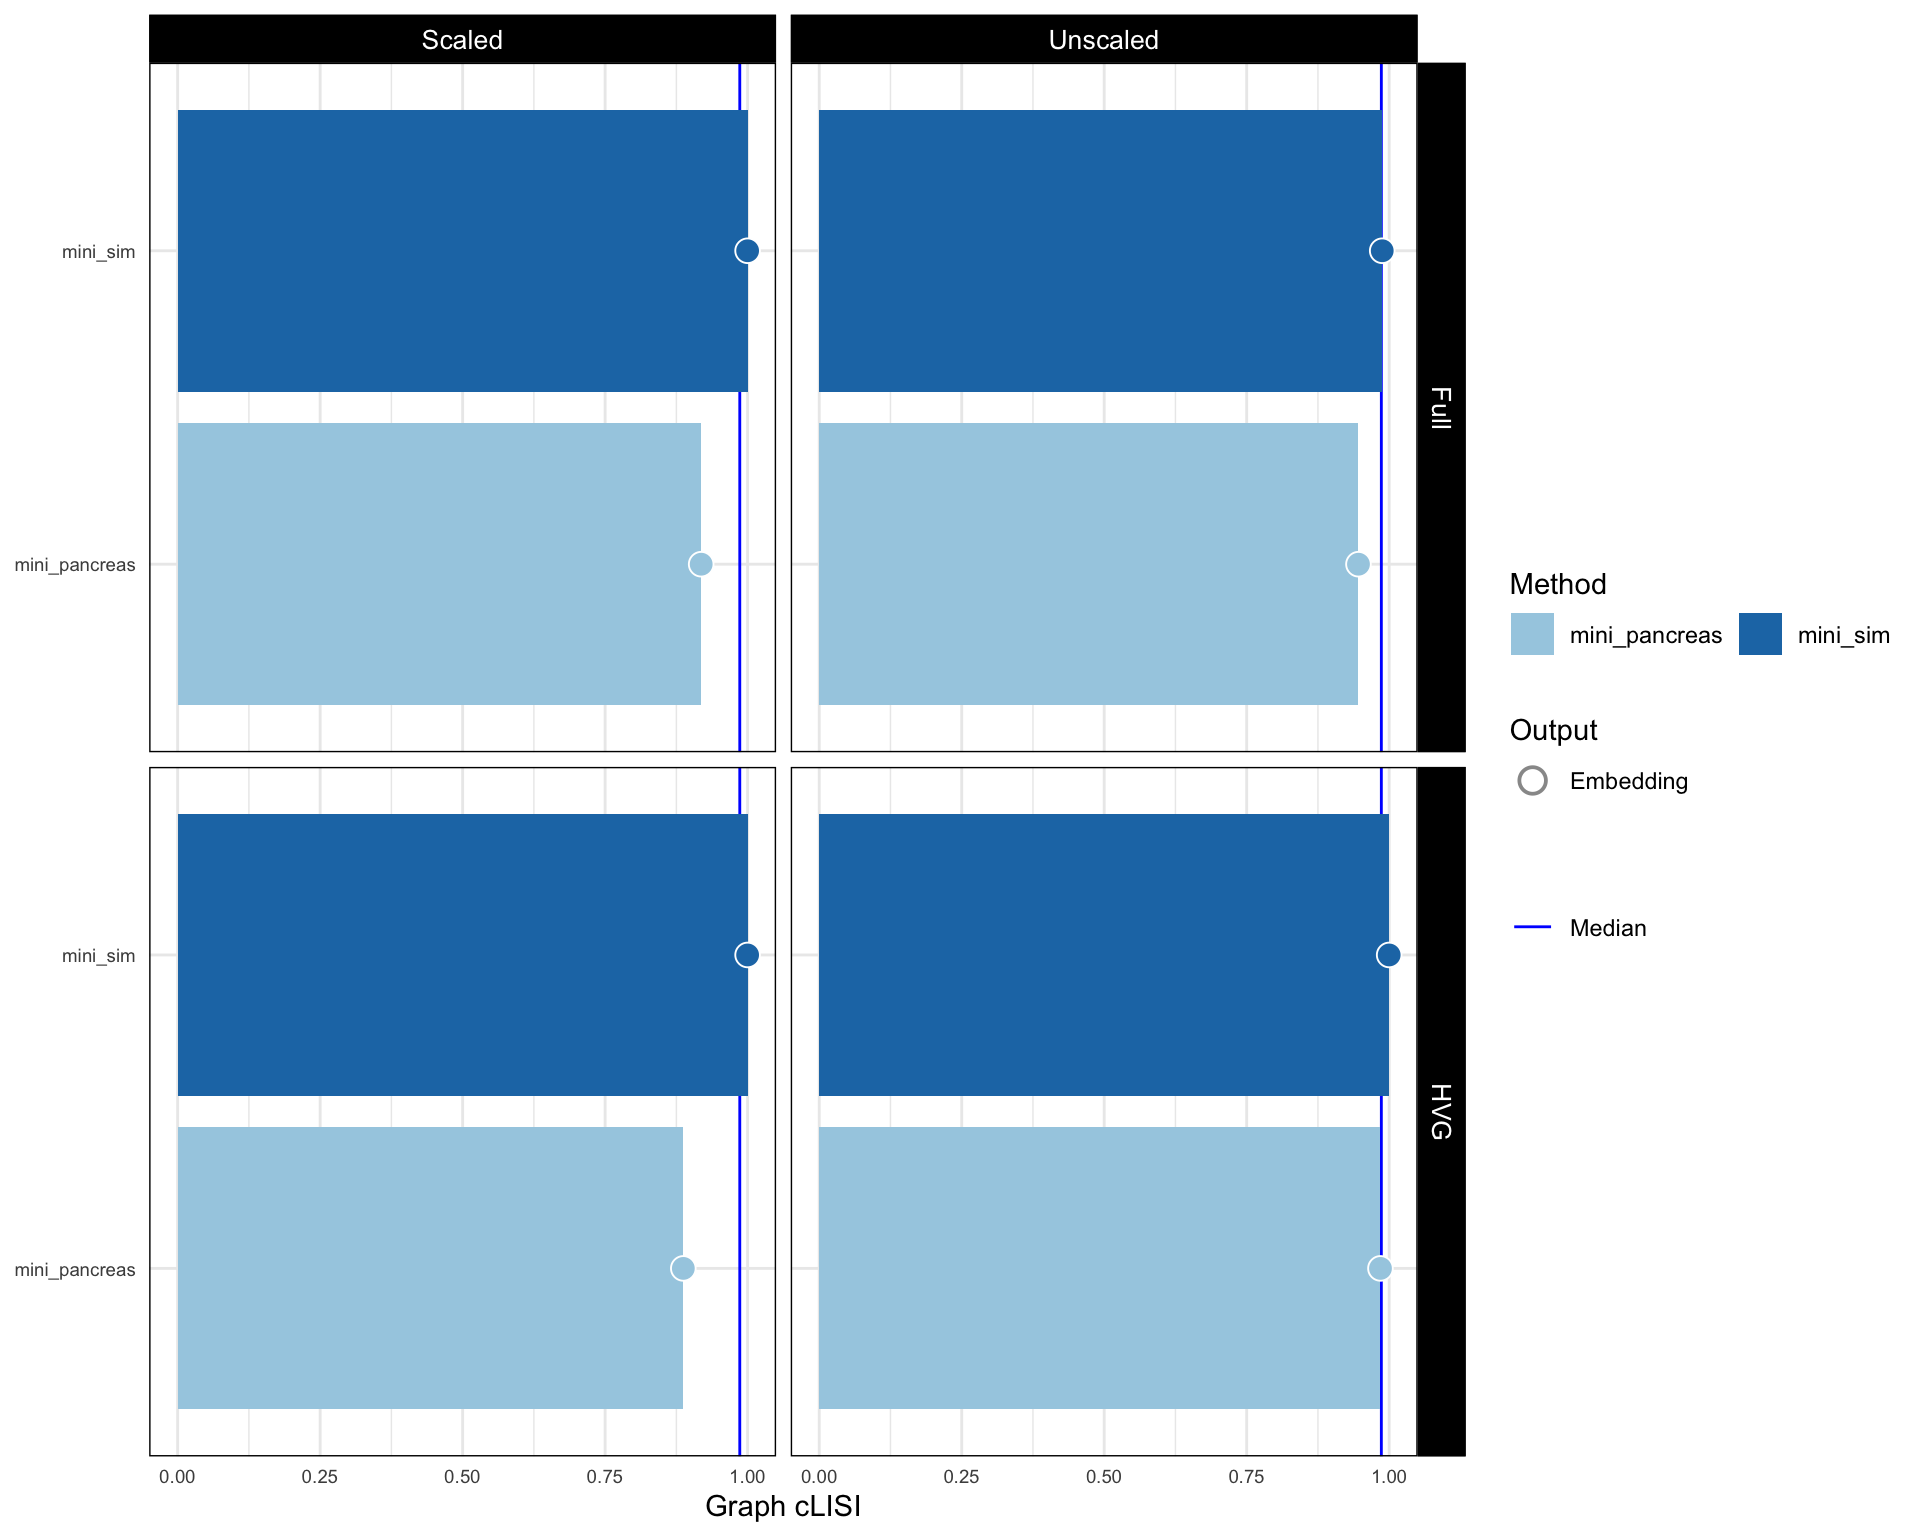 Scaled
Unscaled
mini_sim
mini_pancreas
Full
mini_sim
mini_pancreas
HVG
0.00 0.25 0.50 0.75 1.00 0.00 0.25 0.50 0.75 1.00
Graph cLISI
Method
mini_pancreas mini_sim
Output
Embedding
Median